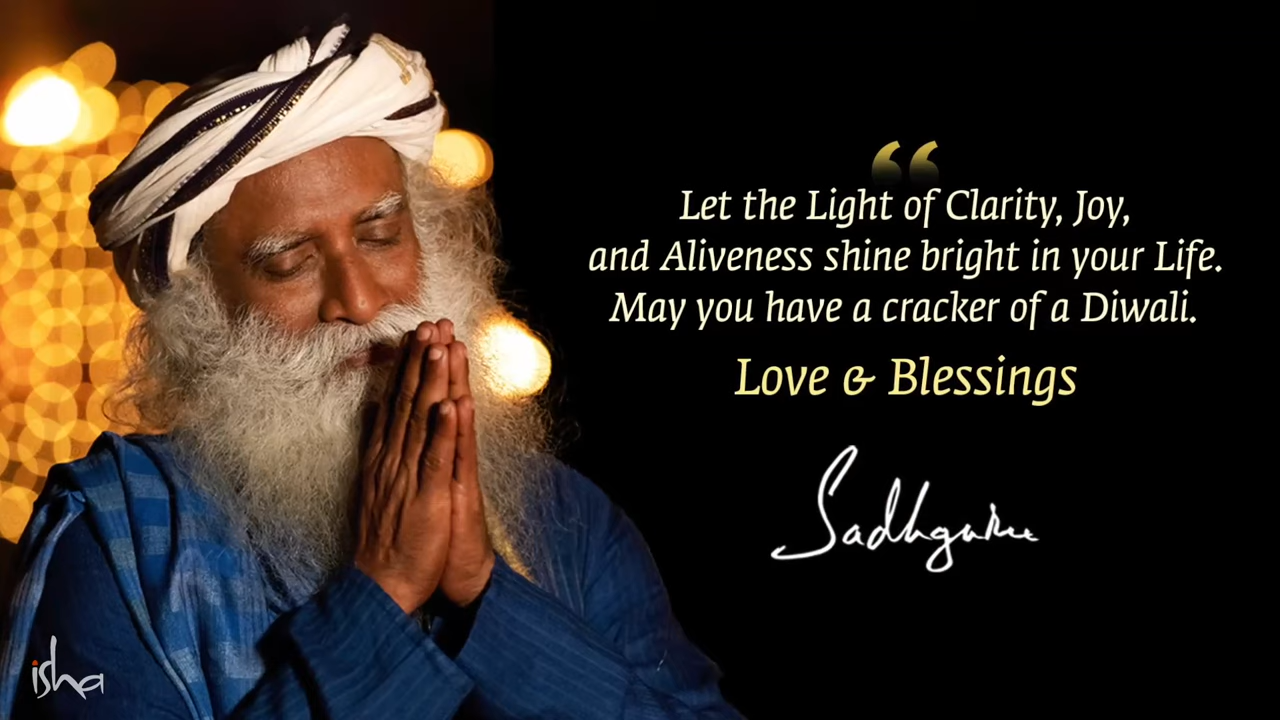 “
Let the Light of Clarity, Joy,
and Aliveness shine bright in your Life.
May you have a cracker of a Diwali.
Love & Blessings
Sadhguru
isha